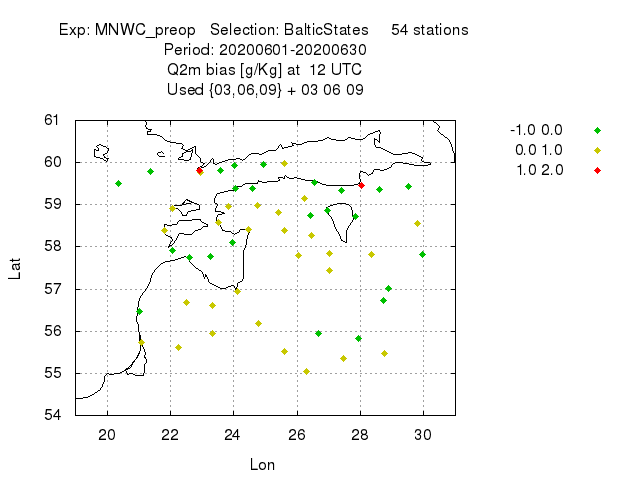 Exp: MNWC_preop Selection: BalticStates 54 stations
Period: 20200601-20200630
Q2m bias [g/Kg] at 12 UTC
Used {03,06,09} + 03 06 09
61
60
59
58
57
56
55
54
20 22 24 26 28 30
Lat
Lon
-1.0 0.0
0.0 1.0
1.0 2.0